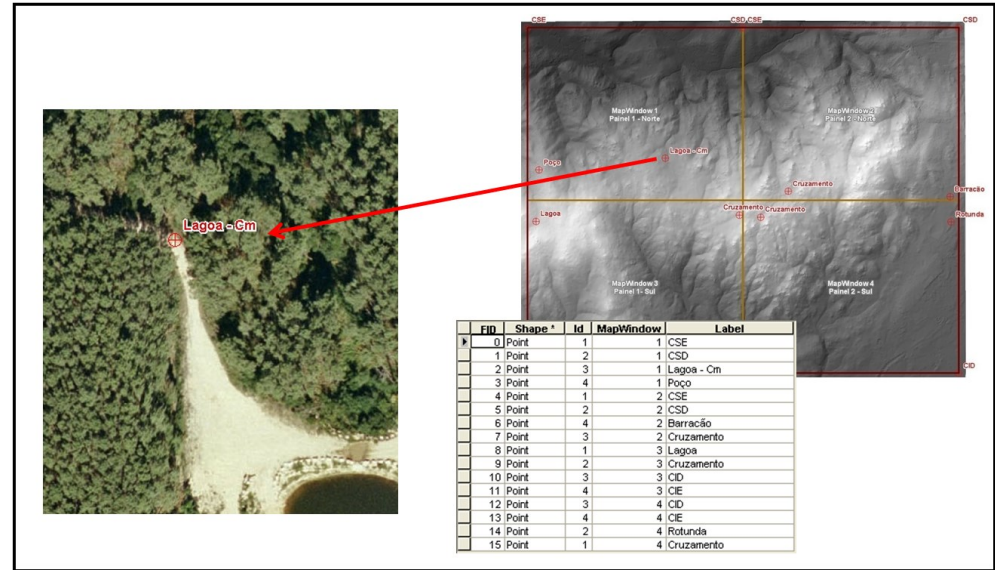 CSE
CSD CSE
CSD
MapWindow 1
Painel 1 - Norte
MapWindow 2
Painel 2 - Norte
Lagoa - Cm
Poço
Cruzamento
Barracão
Lagoa
Cruzamento
Cruzamento
Rotunda
Lagoa - Cm
MapWindow 3
Painel 1- Sul
MapWindow 4
Painel 2 - Sul
CID
FID Shape * Id MapWindow Label
0 Point 1 1 CSE
1 Point 2 1 CSD
2 Point 3 1 Lagoa - Cm
3 Point 4 1 Poço
4 Point 1 2 CSE
5 Point 2 2 CSD
6 Point 4 2 Barracão
7 Point 3 2 Cruzamento
8 Point 1 3 Lagoa
9 Point 2 3 Cruzamento
10 Point 3 3 CID
11 Point 4 3 CIE
12 Point 3 4 CID
13 Point 4 4 CIE
14 Point 2 4 Rotunda
15 Point 1 4 Cruzamento